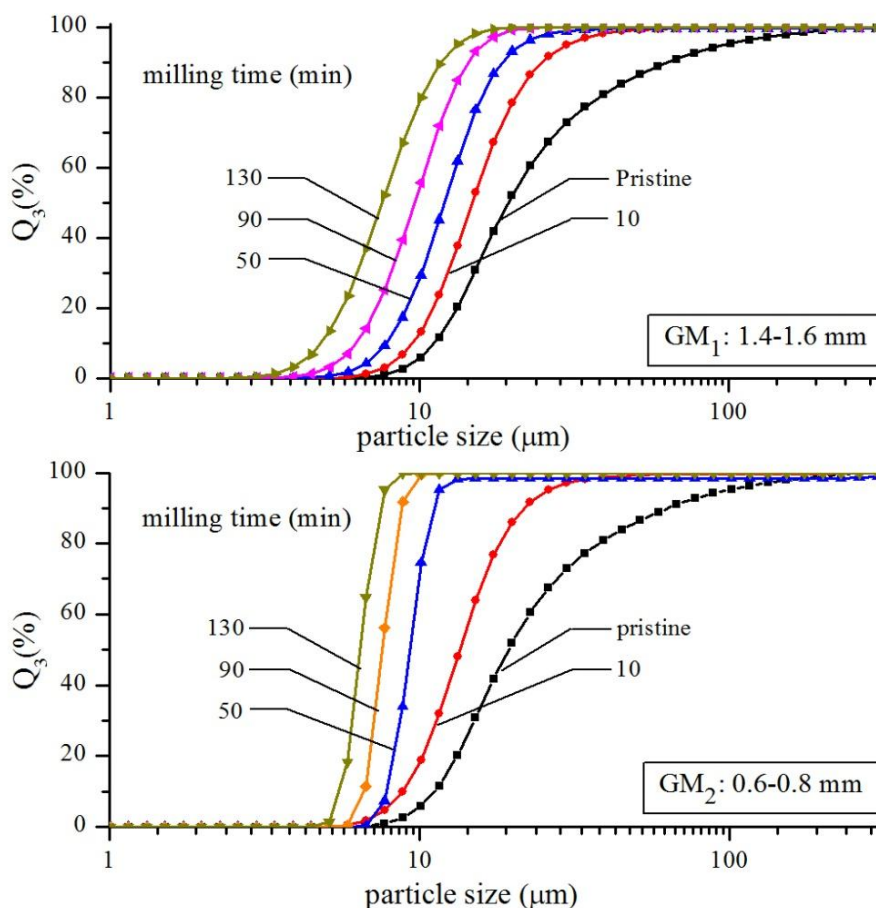 100
milling time (min)
80
60
130
Pristine
90
10
40
50
20
GM₁: 1.4-1.6 mm
0
1
10
100
particle size (μm)
Q₃(%)
100
milling time (min)
80
60
130
pristine
90
10
40
50
20
GM₂: 0.6-0.8 mm
0
1
10
100
particle size (μm)
Q₃(%)